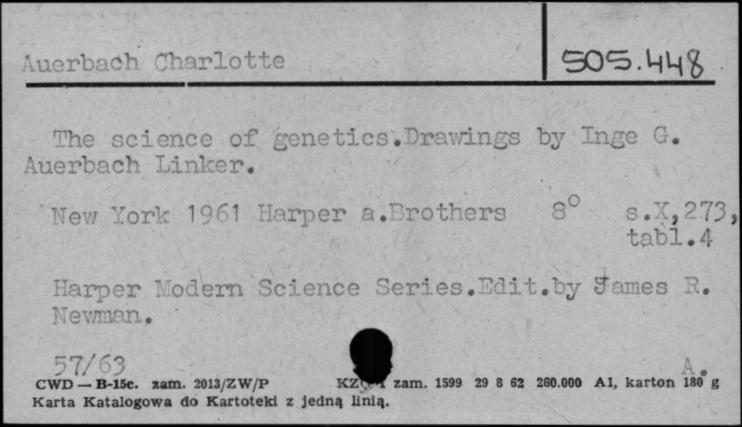 Auerbach Charlotte
505.448
The science of genetics.Drawings by Inge G.
Auerbach Linker.
New York 1961 Harper a.Brothers 8° s.X,273,
tabl.4
Harper Modern Science Series.Edit.by James R.
Newman.
57/63 A.
CWD — B-15c. zam. 2013/ZW/P KZ zam. 1599 29 8 62 260.000 A1, karton 180 g
Karta Katalogowa do Kartoteki z jedną linią.